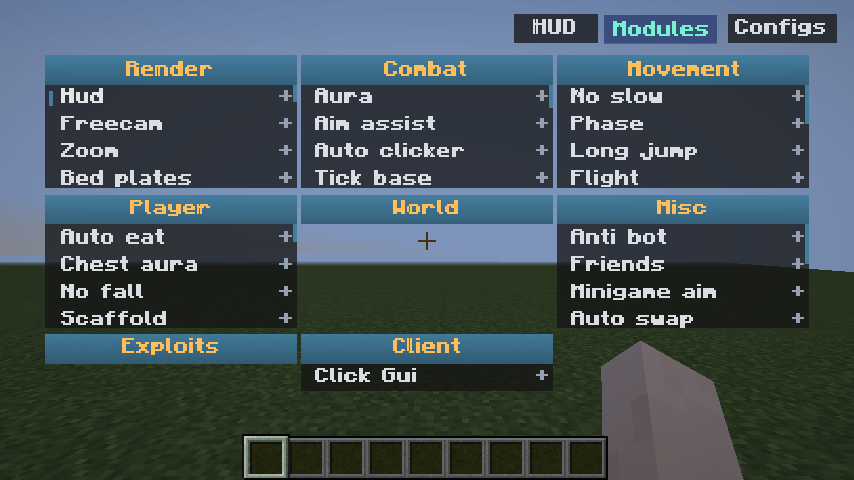 HUD Modules Configs
Render
Hud +
Freecam +
Zoom +
Bed plates +
Combat
Aura +
Aim assist +
Auto clicker +
Tick base +
Movement
No slow +
Phase +
Long jump +
Flight +
Player
Auto eat +
Chest aura +
No fall +
Scaffold +
World
Misc
Anti bot +
Friends +
Minigame aim +
Auto swap +
Exploits
Client
Click Gui +